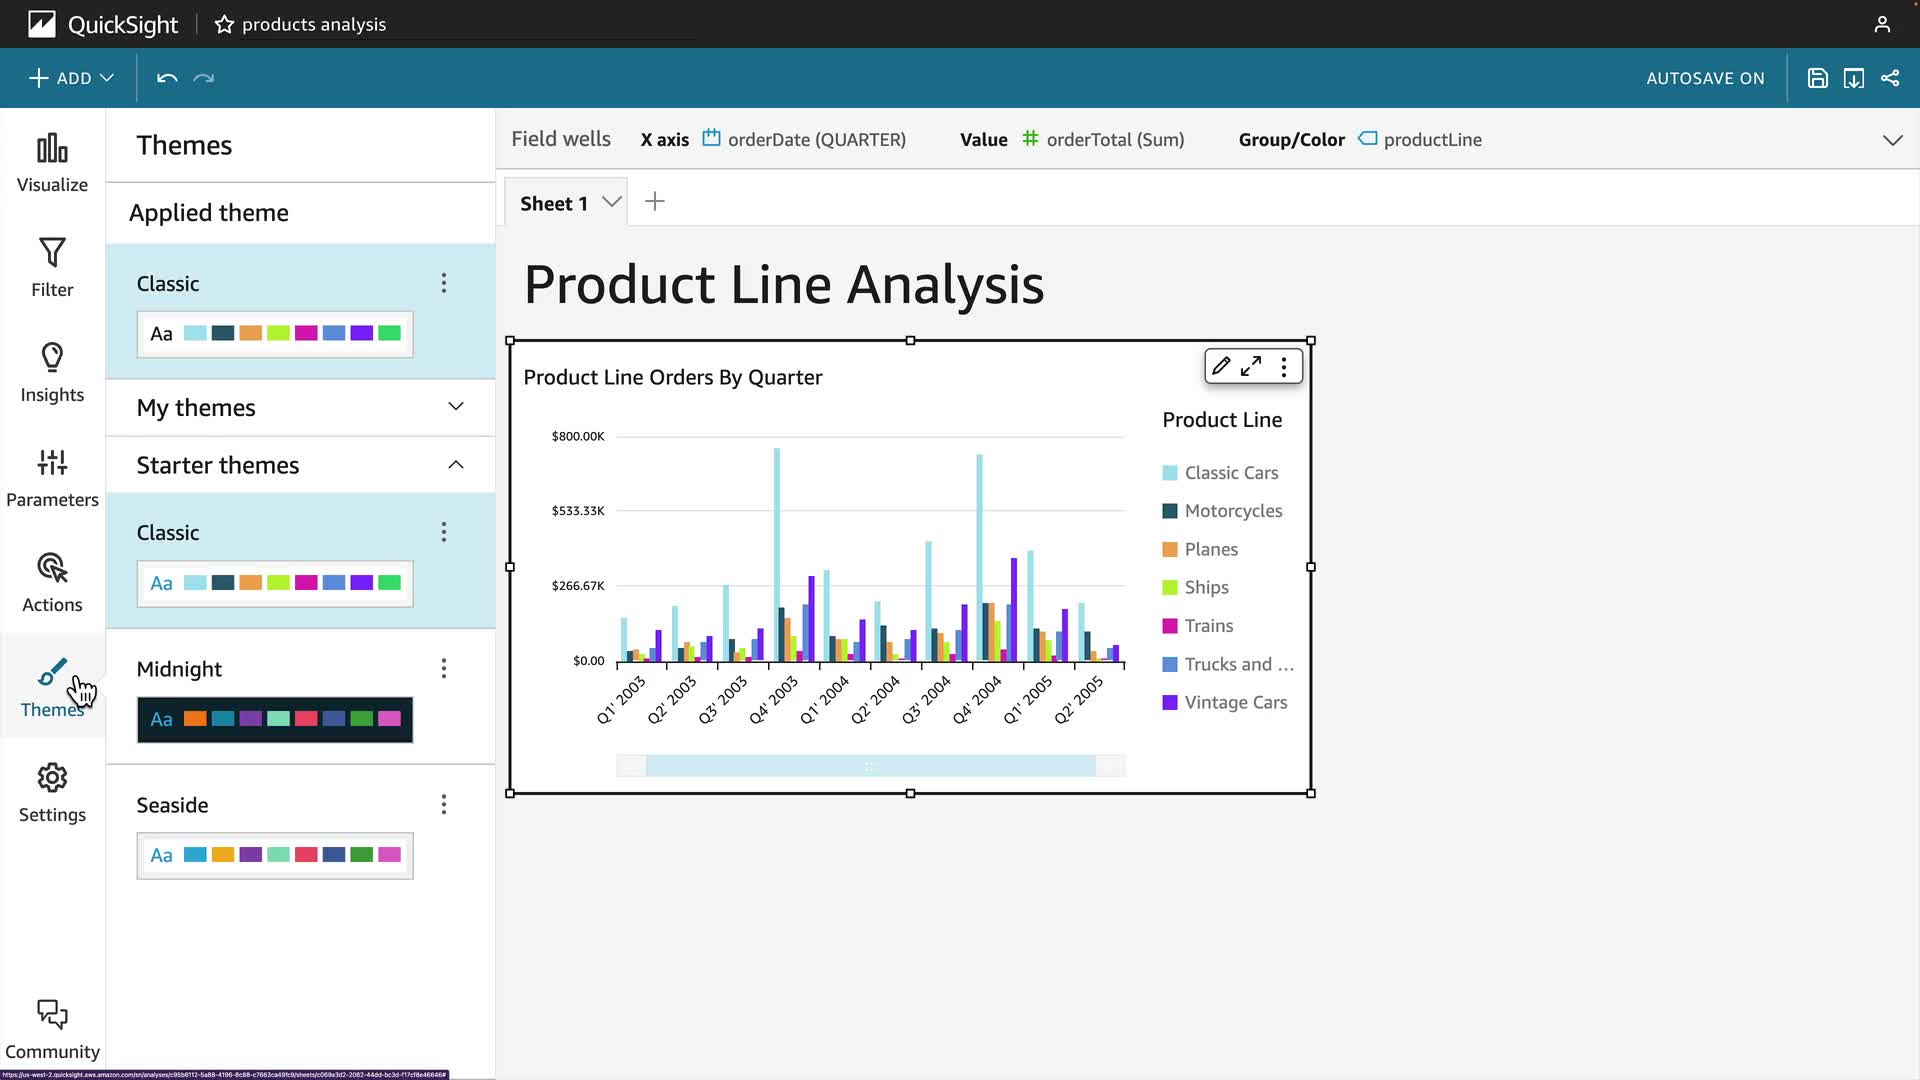 QuickSight
products analysis
ADD
AUTOSAVE ON
Visualize
Filter
Insights
Parameters
Actions
Themes
Settings
Community
Themes
Applied theme
Classic
Aa
My themes
Starter themes
Classic
Aa
Midnight
Aa
Seaside
Aa
Field wells X axis orderDate (QUARTER) Value orderTotal (Sum) Group/Color productLine
Sheet 1
Product Line Analysis
Product Line Orders By Quarter
$800.00K
$533.33K
$266.67K
$0.00
Q1' 2003
Q2' 2003
Q3' 2003
Q4' 2003
Q1' 2004
Q2' 2004
Q3' 2004
Q4' 2004
Q1' 2005
Q2' 2005
Product Line
Classic Cars
Motorcycles
Planes
Ships
Trains
Trucks and ...
Vintage Cars